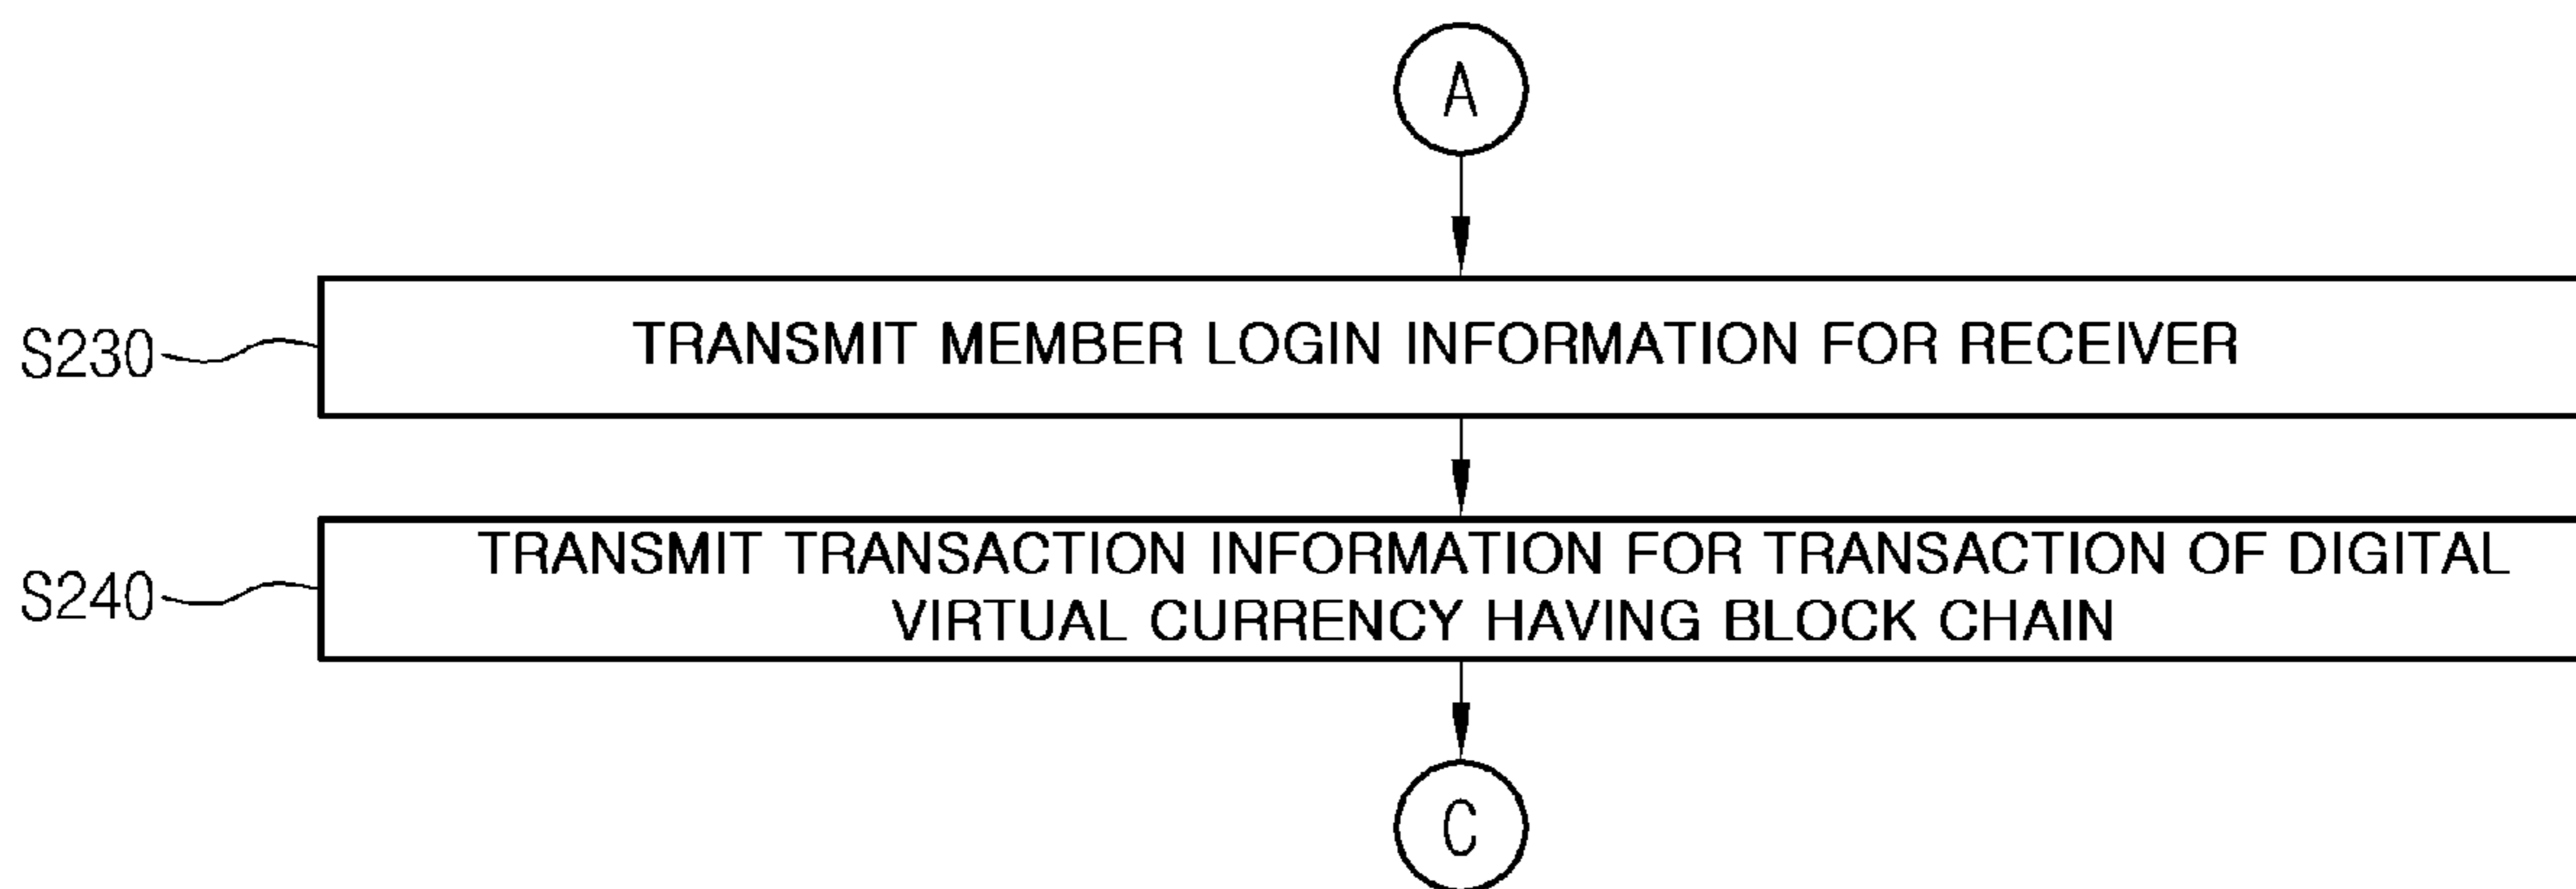 A
S230
TRANSMIT MEMBER LOGIN INFORMATION FOR RECEIVER
S240
TRANSMIT TRANSACTION INFORMATION FOR TRANSACTION OF DIGITAL
VIRTUAL CURRENCY HAVING BLOCK CHAIN
C